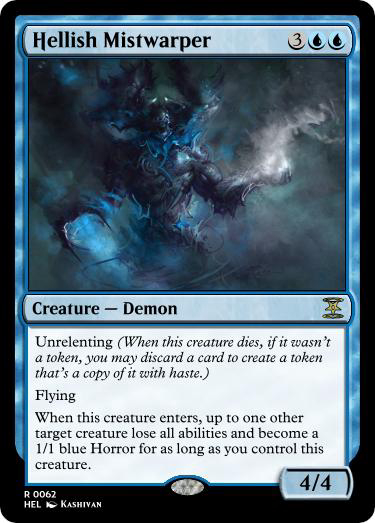 Hellish Mistwarper 3
Creature — Demon
Unrelenting (When this creature dies, if it wasn't
a token, you may discard a card to create a token
that's a copy of it with haste.)
Flying
When this creature enters, up to one other
target creature lose all abilities and become a
1/1 blue Horror for as long as you control this
creature.
4/4
R 0062
HEL Kashivan